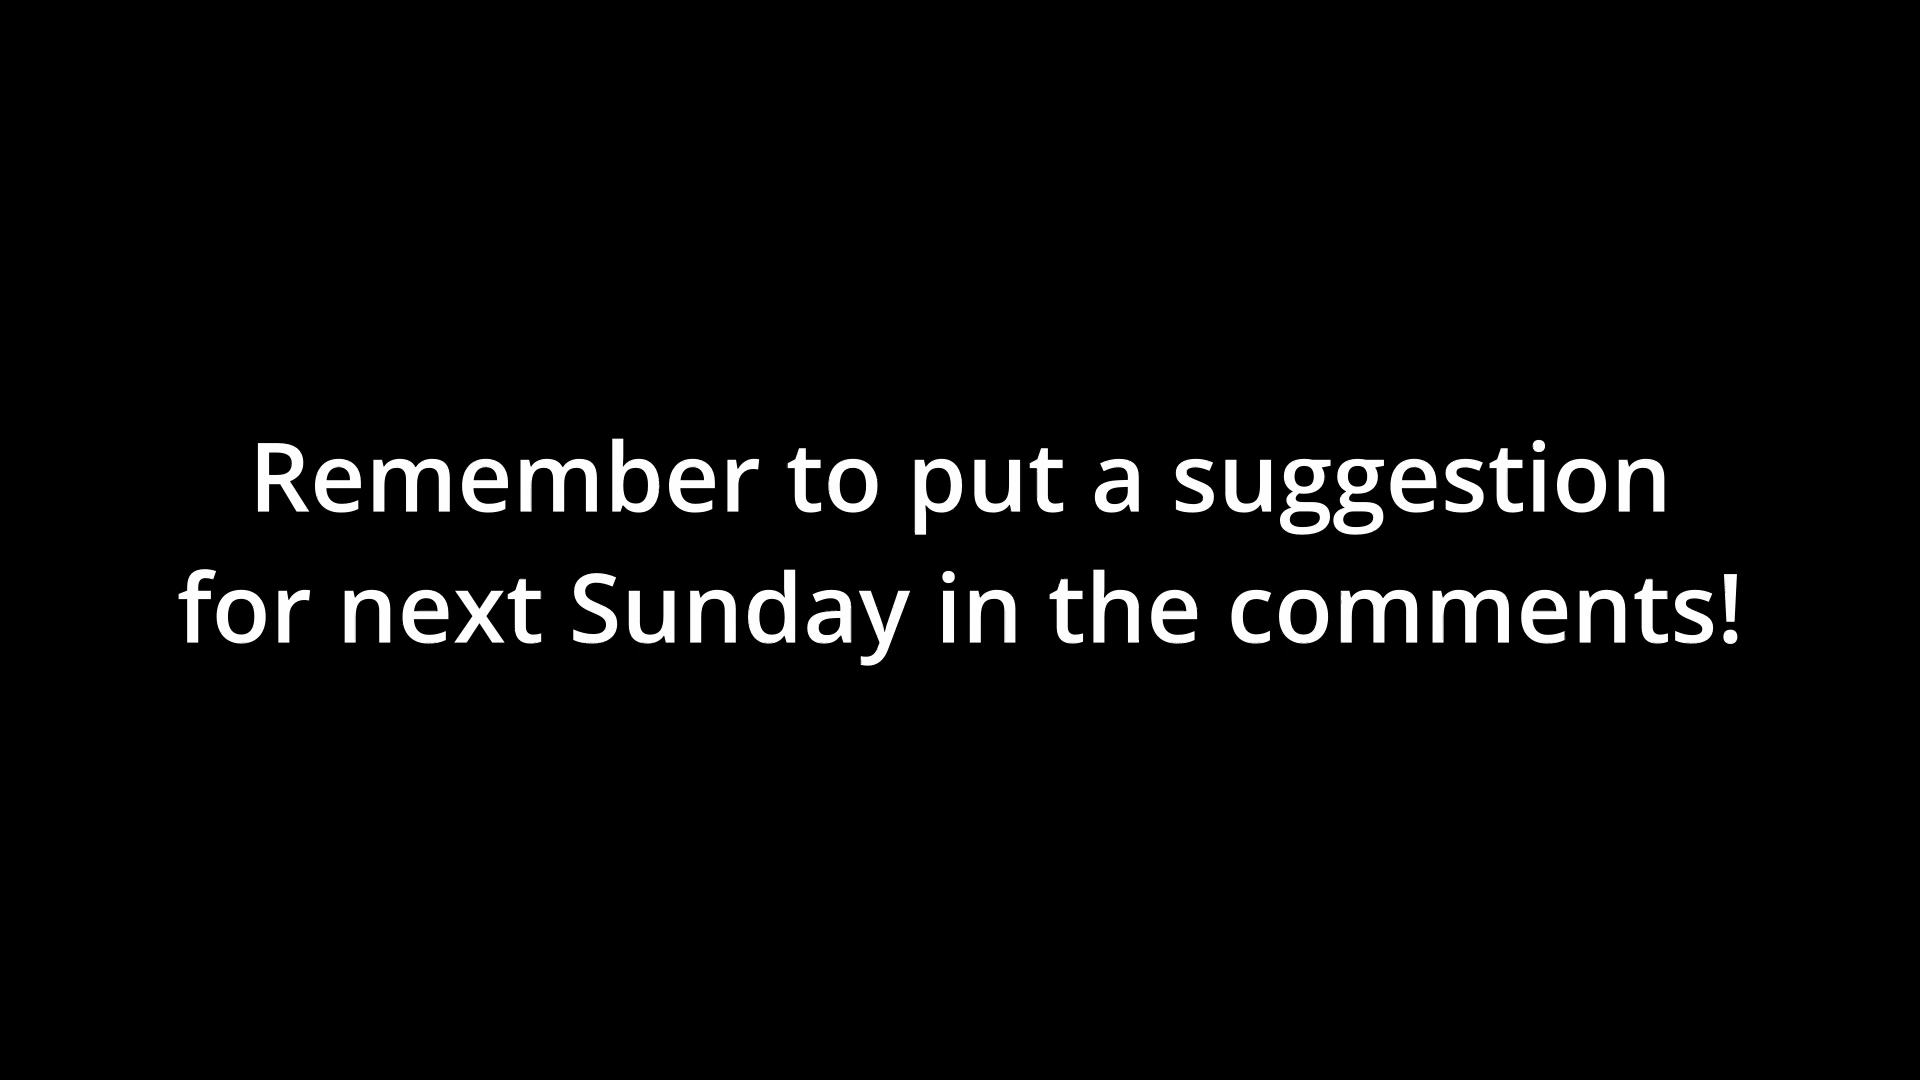 Remember to put a suggestion
for next Sunday in the comments!